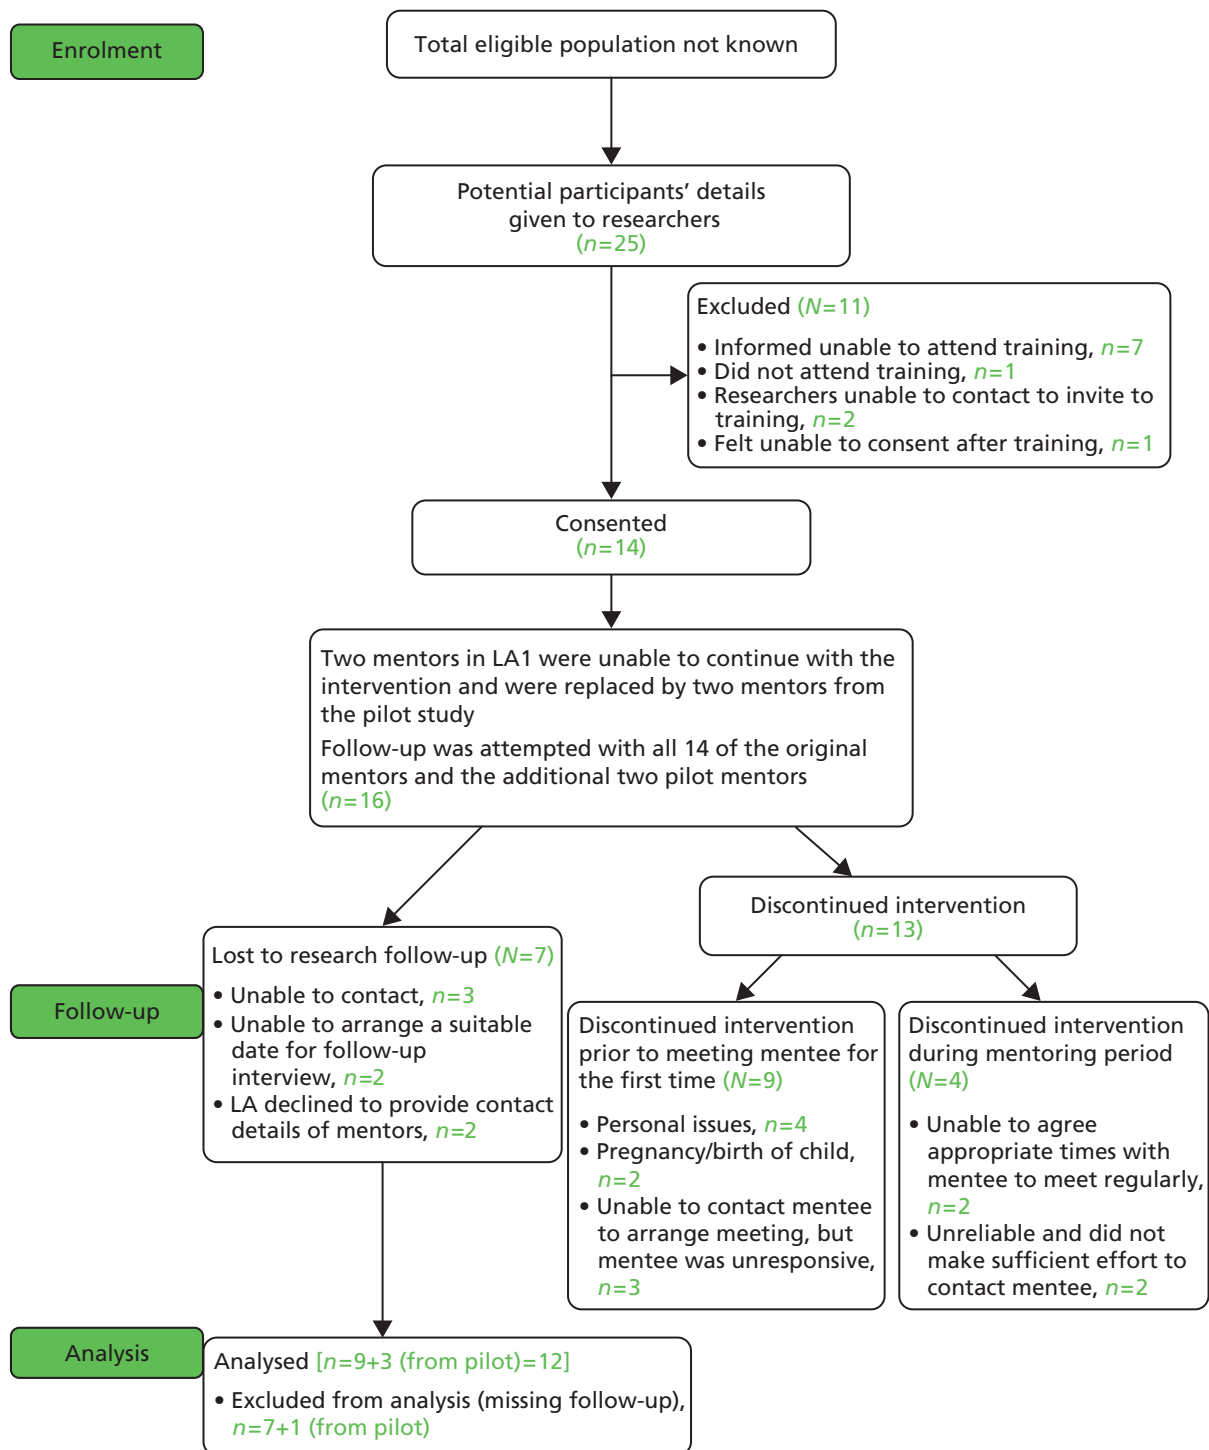 Enrolment
Total eligible population not known
Potential participants’ details
given to researchers
(n=25)
Excluded (N=11)
• Informed unable to attend training, n=7
• Did not attend training, n=1
• Researchers unable to contact to invite to
training, n=2
• Felt unable to consent after training, n=1
Consented
(n=14)
Two mentors in LA1 were unable to continue with the
intervention and were replaced by two mentors from
the pilot study
Follow-up was attempted with all 14 of the original
mentors and the additional two pilot mentors
(n=16)
Discontinued intervention
(n=13)
Follow-up
Lost to research follow-up (N=7)
• Unable to contact, n=3
• Unable to arrange a suitable
date for follow-up
interview, n=2
• LA declined to provide contact
details of mentors, n=2
Discontinued intervention
prior to meeting mentee for
the first time (N=9)
• Personal issues, n=4
• Pregnancy/birth of child,
n=2
• Unable to contact mentee
to arrange meeting, but
mentee was unresponsive,
n=3
Discontinued intervention
during mentoring period
(N=4)
• Unable to agree
appropriate times with
mentee to meet regularly,
n=2
• Unreliable and did not
make sufficient effort to
contact mentee, n=2
Analysis
Analysed [n=9+3 (from pilot)=12]
• Excluded from analysis (missing follow-up),
n=7+1 (from pilot)